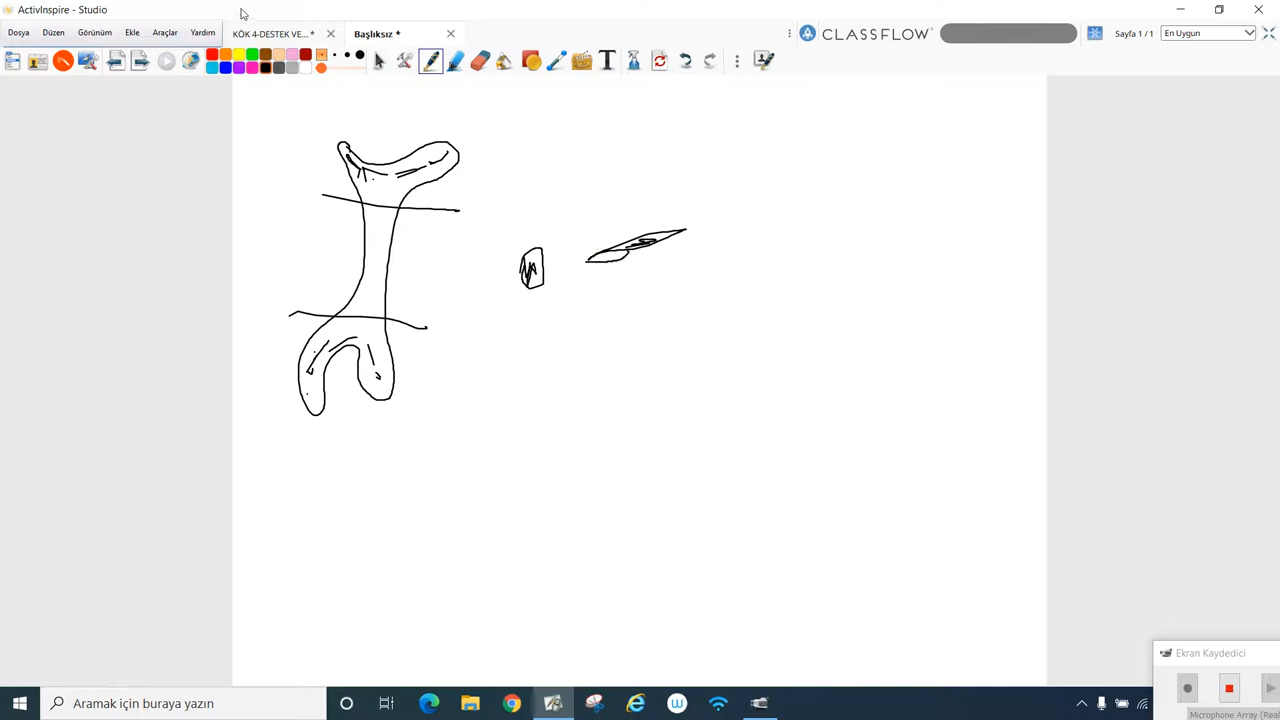 ActivInspire - Studio
Dosya Düzen Görünüm Ekle Araçlar Yardım
KÖK 4-DESTEK VE...*
Başlıksız *
CLASSFLOW
Sayfa 1 / 1
En Uygun
Ekran Kaydedici
Microphone Array (Real
Aramak için buraya yazın